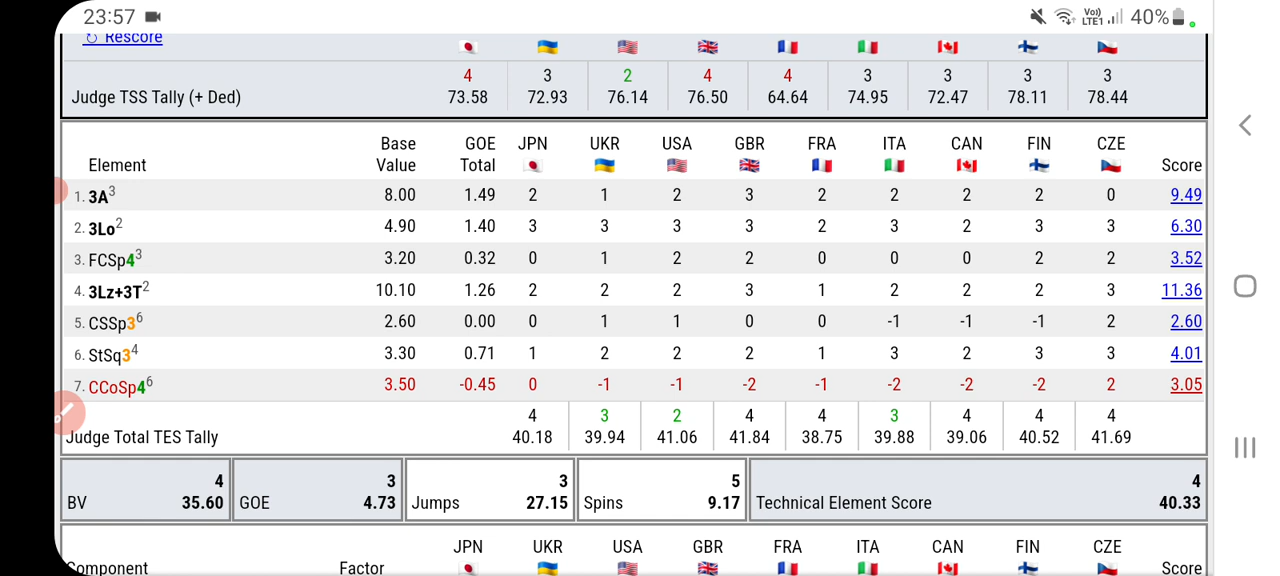 23:57 Vo)) LTE1 40%
↻ Rescore
4 3 2 4 4 3 3 3 3
Judge TSS Tally (+ Ded) 73.58 72.93 76.14 76.50 64.64 74.95 72.47 78.11 78.44
Base GOE JPN UKR USA GBR FRA ITA CAN FIN CZE
Element Value Total Score
1. 3A3 8.00 1.49 2 1 2 3 2 2 2 2 0 9.49
2. 3Lo2 4.90 1.40 3 3 3 3 2 3 2 3 3 6.30
3. FCSp43 3.20 0.32 0 1 2 2 0 0 0 2 2 3.52
4. 3Lz+3T2 10.10 1.26 2 2 2 3 1 2 2 2 3 11.36
5. CSSp36 2.60 0.00 0 1 1 0 0 -1 -1 -1 2 2.60
6. StSq34 3.30 0.71 1 2 2 2 1 3 2 3 3 4.01
7. CCoSp46 3.50 -0.45 0 -1 -1 -2 -1 -2 -2 -2 2 3.05
4 3 2 4 4 3 4 4 4
Judge Total TES Tally 40.18 39.94 41.06 41.84 38.75 39.88 39.06 40.52 41.69
4 3 3 5 4
BV 35.60 GOE 4.73 Jumps 27.15 Spins 9.17 Technical Element Score 40.33
JPN UKR USA GBR FRA ITA CAN FIN CZE
Component Factor Score